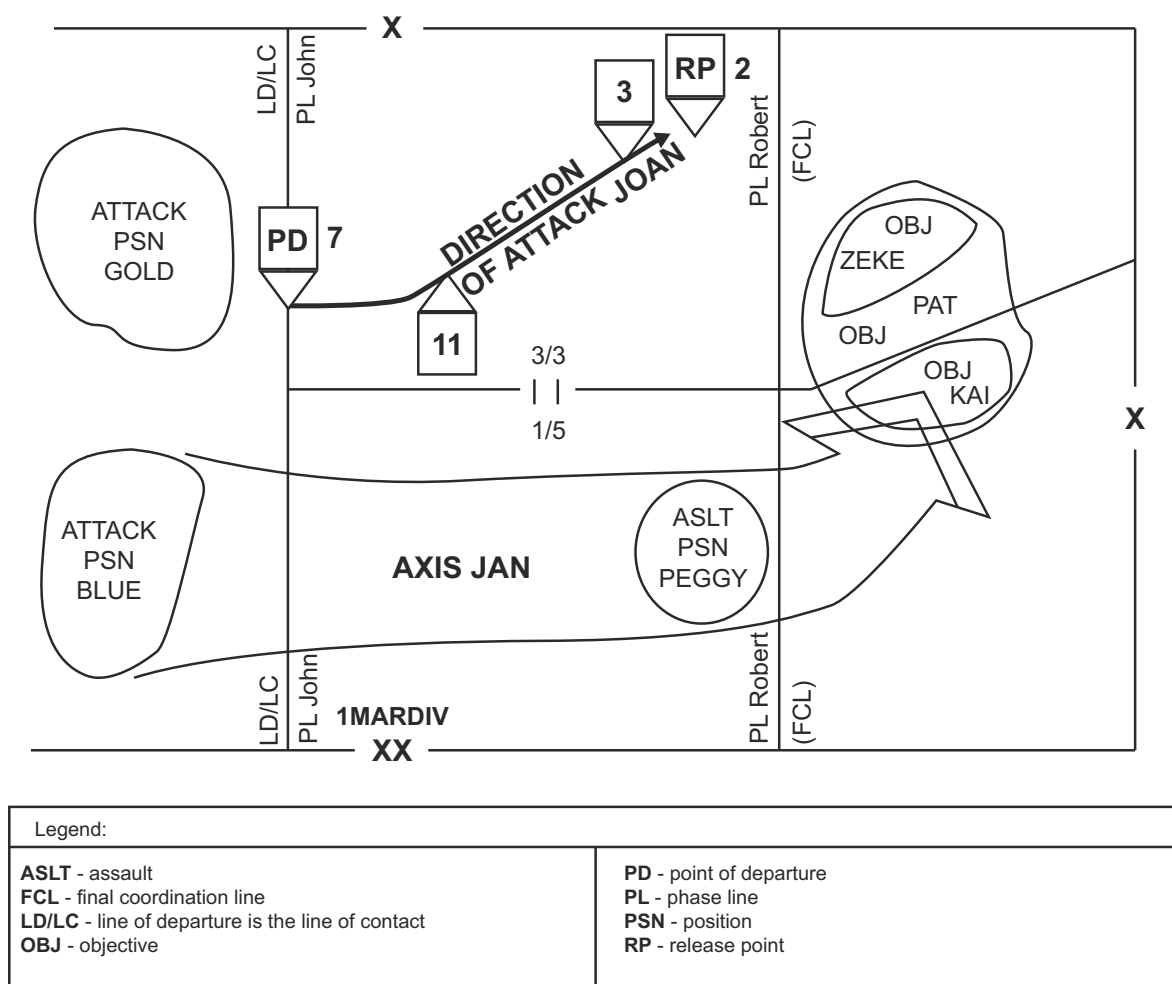 X
LD/LC
PL John
3
RP 2
PL Robert
(FCL)
ATTACK
PSN
GOLD
PD 7
DIRECTION
OF ATTACK JOAN
11
OBJ
ZEKE
PAT
OBJ
OBJ
KAI
3/3
1/5
X
ATTACK
PSN
BLUE
AXIS JAN
ASLT
PSN
PEGGY
LD/LC
PL John
PL Robert
(FCL)
1MARDIV
XX
Legend:
ASLT - assault
FCL - final coordination line
LD/LC - line of departure is the line of contact
OBJ - objective
PD - point of departure
PL - phase line
PSN - position
RP - release point